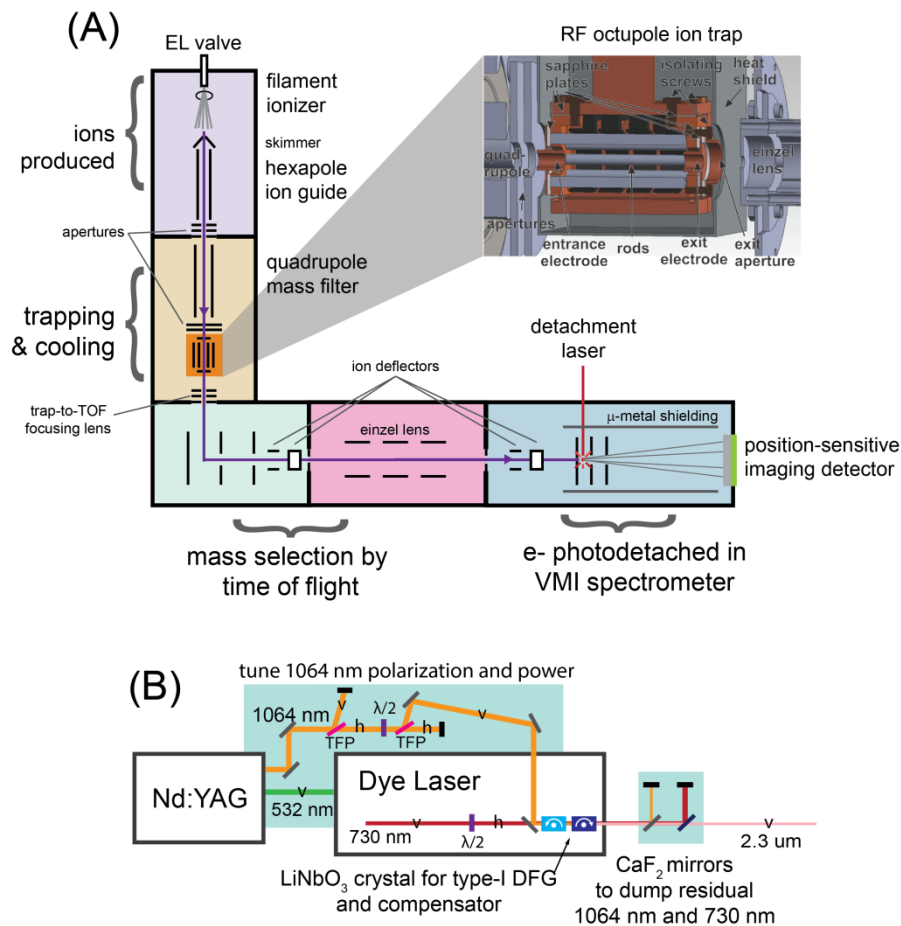 (A)
EL valve
filament
ionizer
ions
produced
skimmer
hexapole
ion guide
apertures
quadrupole
mass filter
trapping
& cooling
trap-to-TOF
focusing lens
RF octupole ion trap
sapphire
plates
isolating
screws
heat
shield
quad-
rupole
einzel
lens
apertures
entrance
electrode
rods
exit
electrode
exit
aperture
detachment
laser
ion deflectors
einzel lens
μ-metal shielding
position-sensitive
imaging detector
mass selection by
time of flight
e- photodetached in
VMI spectrometer
(B)
tune 1064 nm polarization and power
1064 nm
v
λ/2
v
h
h
TFP
TFP
Nd:YAG
v
532 nm
Dye Laser
v
h
730 nm
λ/2
v
2.3 um
LiNbO3 crystal for type-I DFG
and compensator
CaF2 mirrors
to dump residual
1064 nm and 730 nm